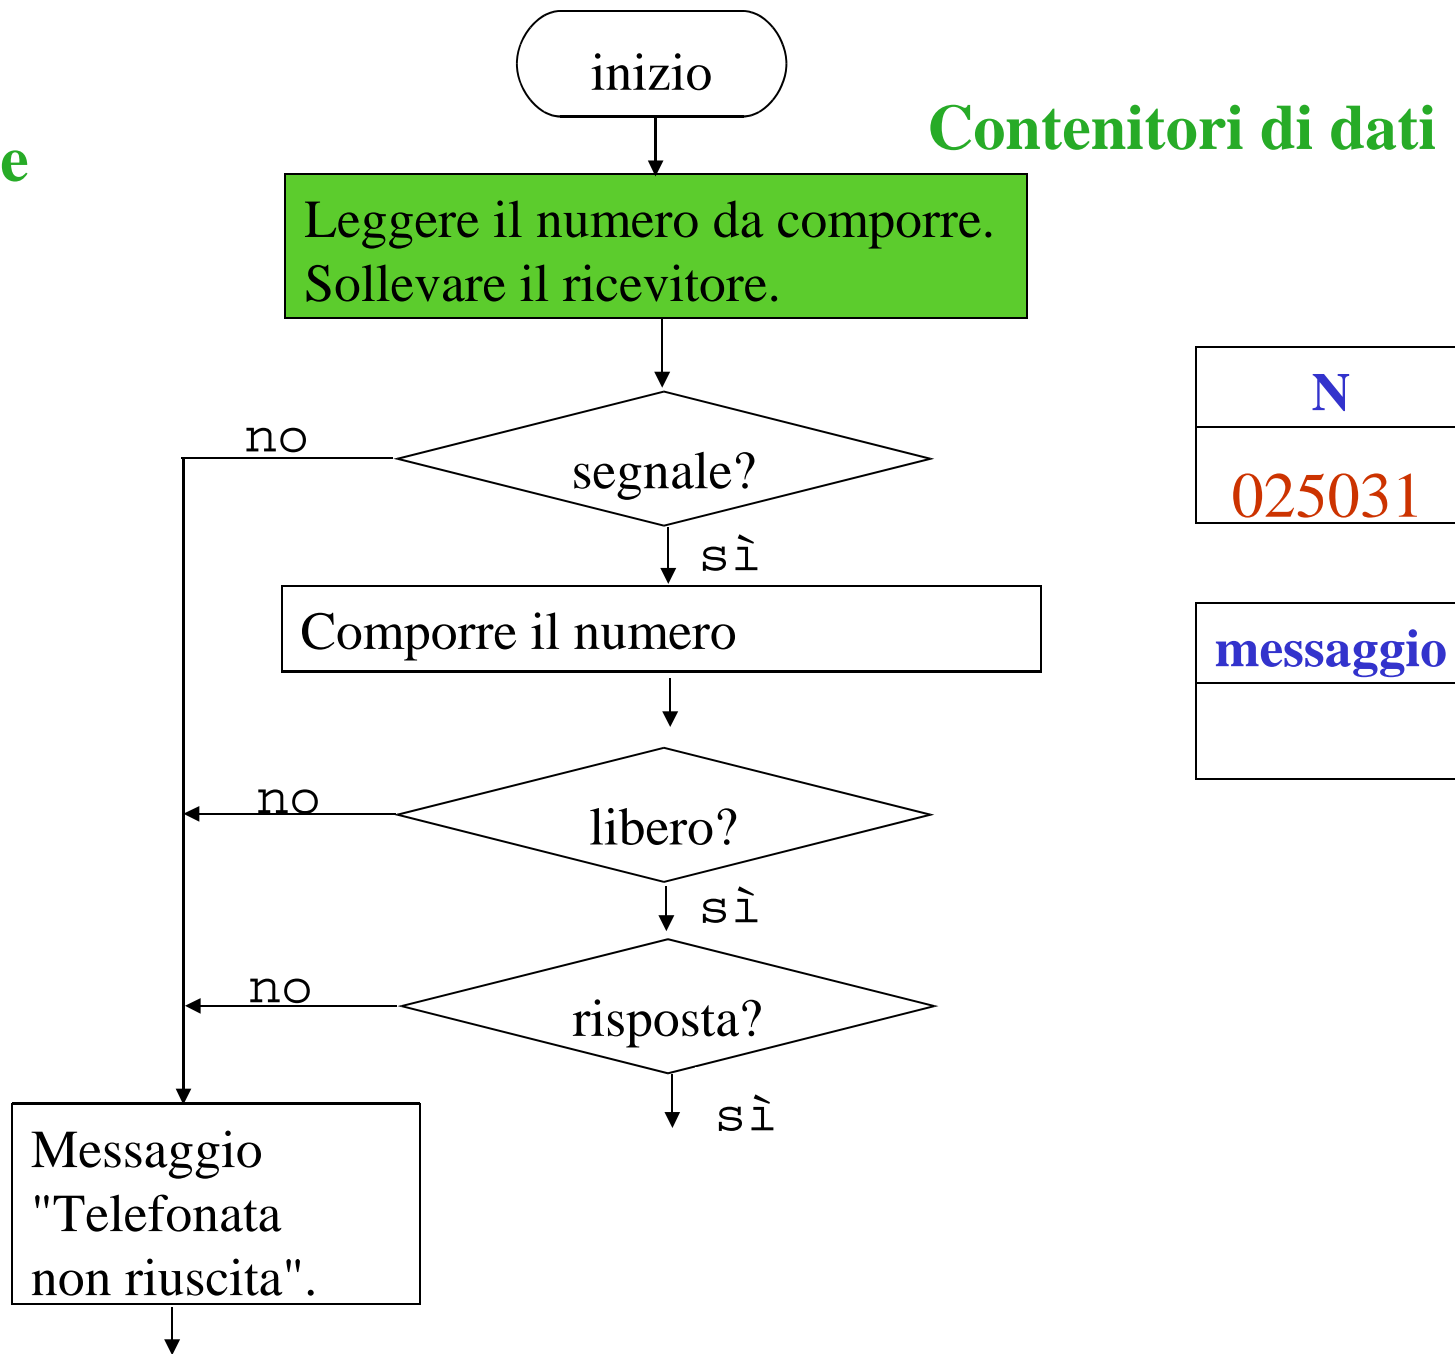 inizio
Contenitori di dati
e
Leggere il numero da comporre.
Sollevare il ricevitore.
N
no
segnale?
025031
sì
Comporre il numero
messaggio
no
libero?
sì
no
risposta?
sì
Messaggio
"Telefonata
non riuscita".